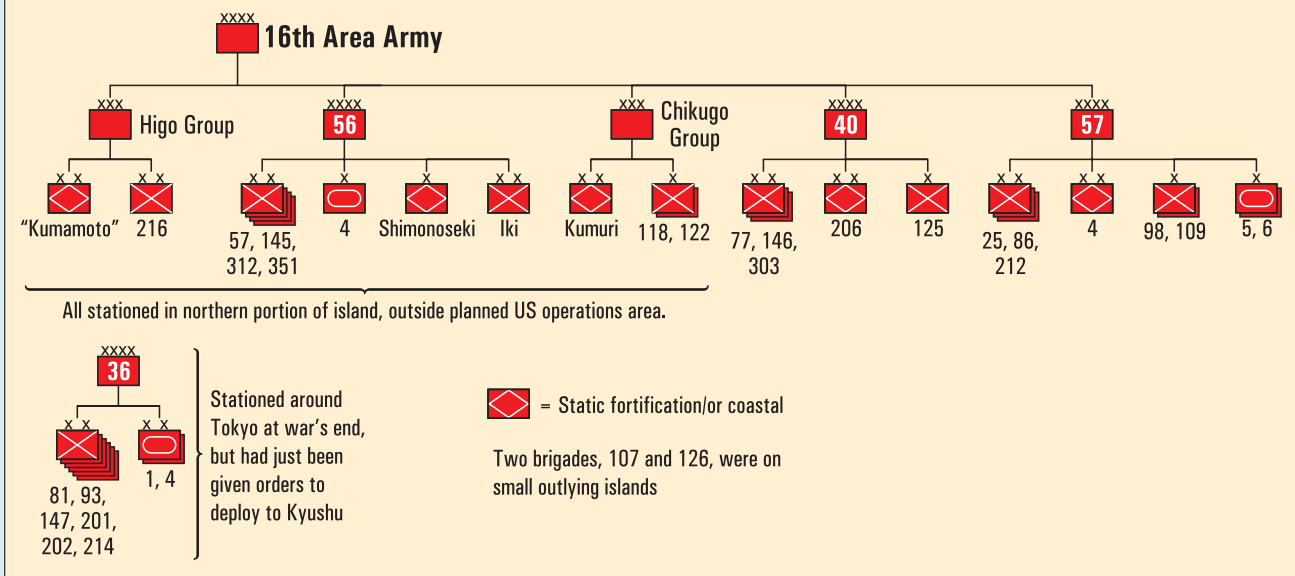 XXXX
16th Area Army
XXX
Higo Group
XXXX
56
XXX
Chikugo
Group
XXXX
40
XXXX
57
X X
"Kumamoto"
X X
216
X X
57, 145,
312, 351
X
4
X
Shimonoseki
X X
Iki
X X
Kumuri
X X
118, 122
X X
77, 146,
303
X X
206
X
125
X X
25, 86,
212
X
4
X
98, 109
X
5, 6
All stationed in northern portion of island, outside planned US operations area.
XXXX
36
X X
81, 93,
147, 201,
202, 214
X X
1, 4
Stationed around
Tokyo at war's end,
but had just been
given orders to
deploy to Kyushu
= Static fortification/or coastal
Two brigades, 107 and 126, were on
small outlying islands